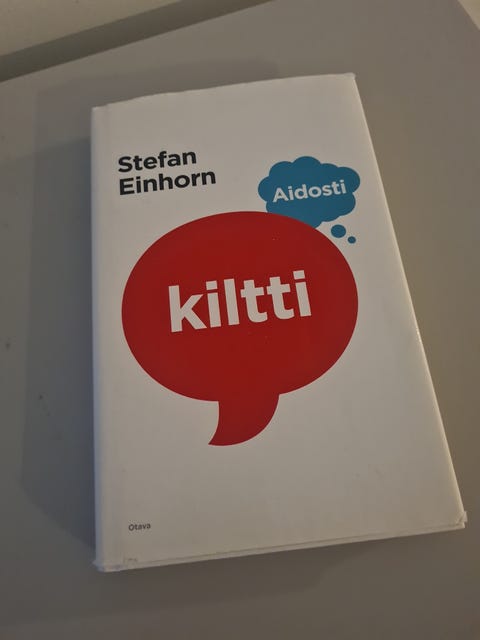 Stefan
Einhorn
Aidosti
kiltti
Otava